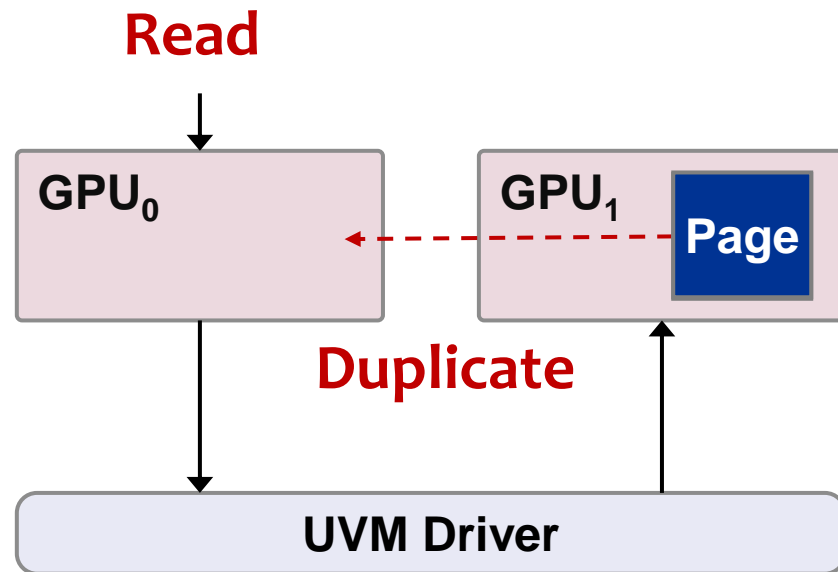 Read
GPU₀
GPU₁
Page
Duplicate
UVM Driver